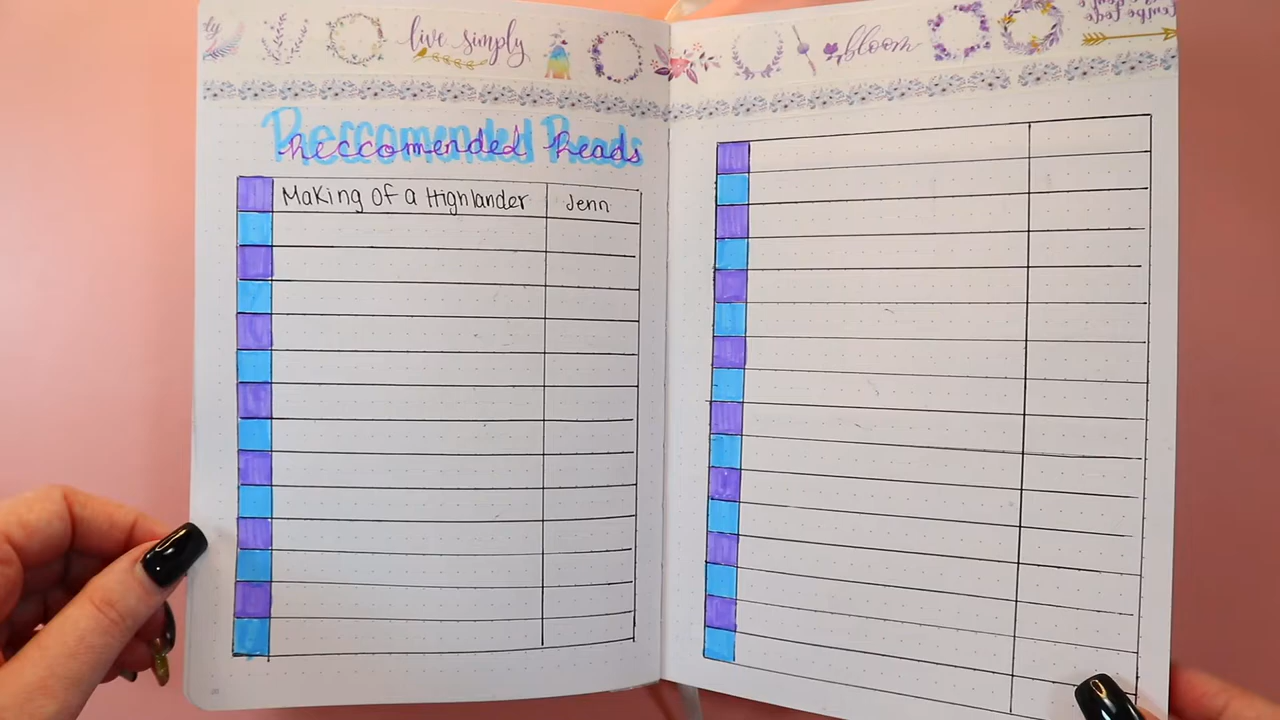 live simply
bloom
Reccomended Reads
Making Of a Highlander Jenn